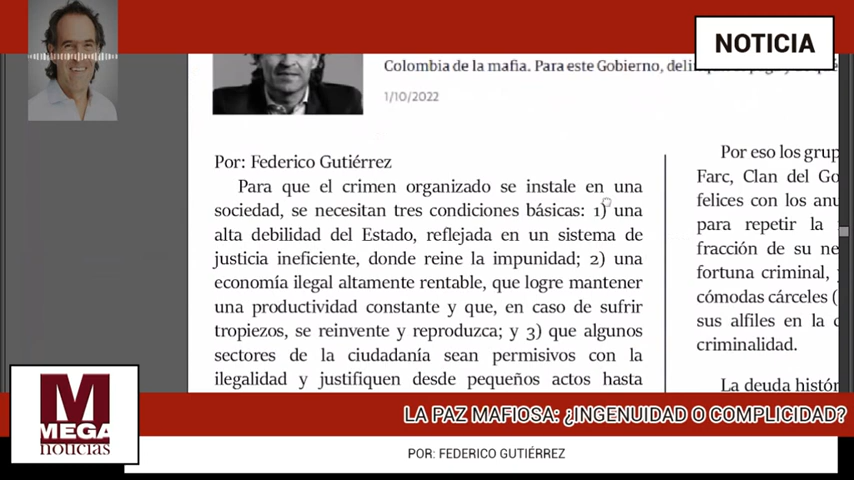 NOTICIA
Colombia de la mafia. Para este Gobierno,
1/10/2022
Por: Federico Gutiérrez
Para que el crimen organizado se instale en una
sociedad, se necesitan tres condiciones básicas: 1) una
alta debilidad del Estado, reflejada en un sistema de
justicia ineficiente, donde reine la impunidad; 2) una
economía ilegal altamente rentable, que logre mantener
una productividad constante y que, en caso de sufrir
tropiezos, se reinvente y reproduzca; y 3) que algunos
sectores de la ciudadanía sean permisivos con la
ilegalidad y justifiquen desde pequeños actos hasta
Por eso los grup
Farc, Clan del Go
felices con los anu
para repetir la
fracción de su ne
fortuna criminal,
cómodas cárceles (
sus alfiles en la
criminalidad.
La deuda histór
M
MEGA
noticias
LA PAZ MAFIOSA: ¿INGENUIDAD O COMPLICIDAD?
POR: FEDERICO GUTIÉRREZ